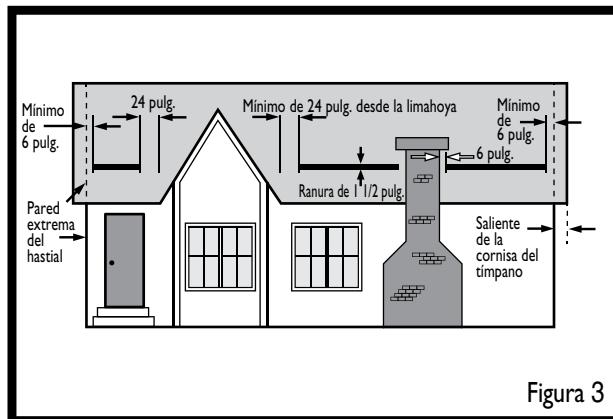 Mínimo
de
6 pulg.
24 pulg.
Mínimo de 24 pulg. desde la limahoya
Mínimo
de
6 pulg.
6 pulg.
Ranura de 1 1/2 pulg.
Pared
extrema
del
hastial
Saliente
de la
cornisa del
tímpano
Figura 3